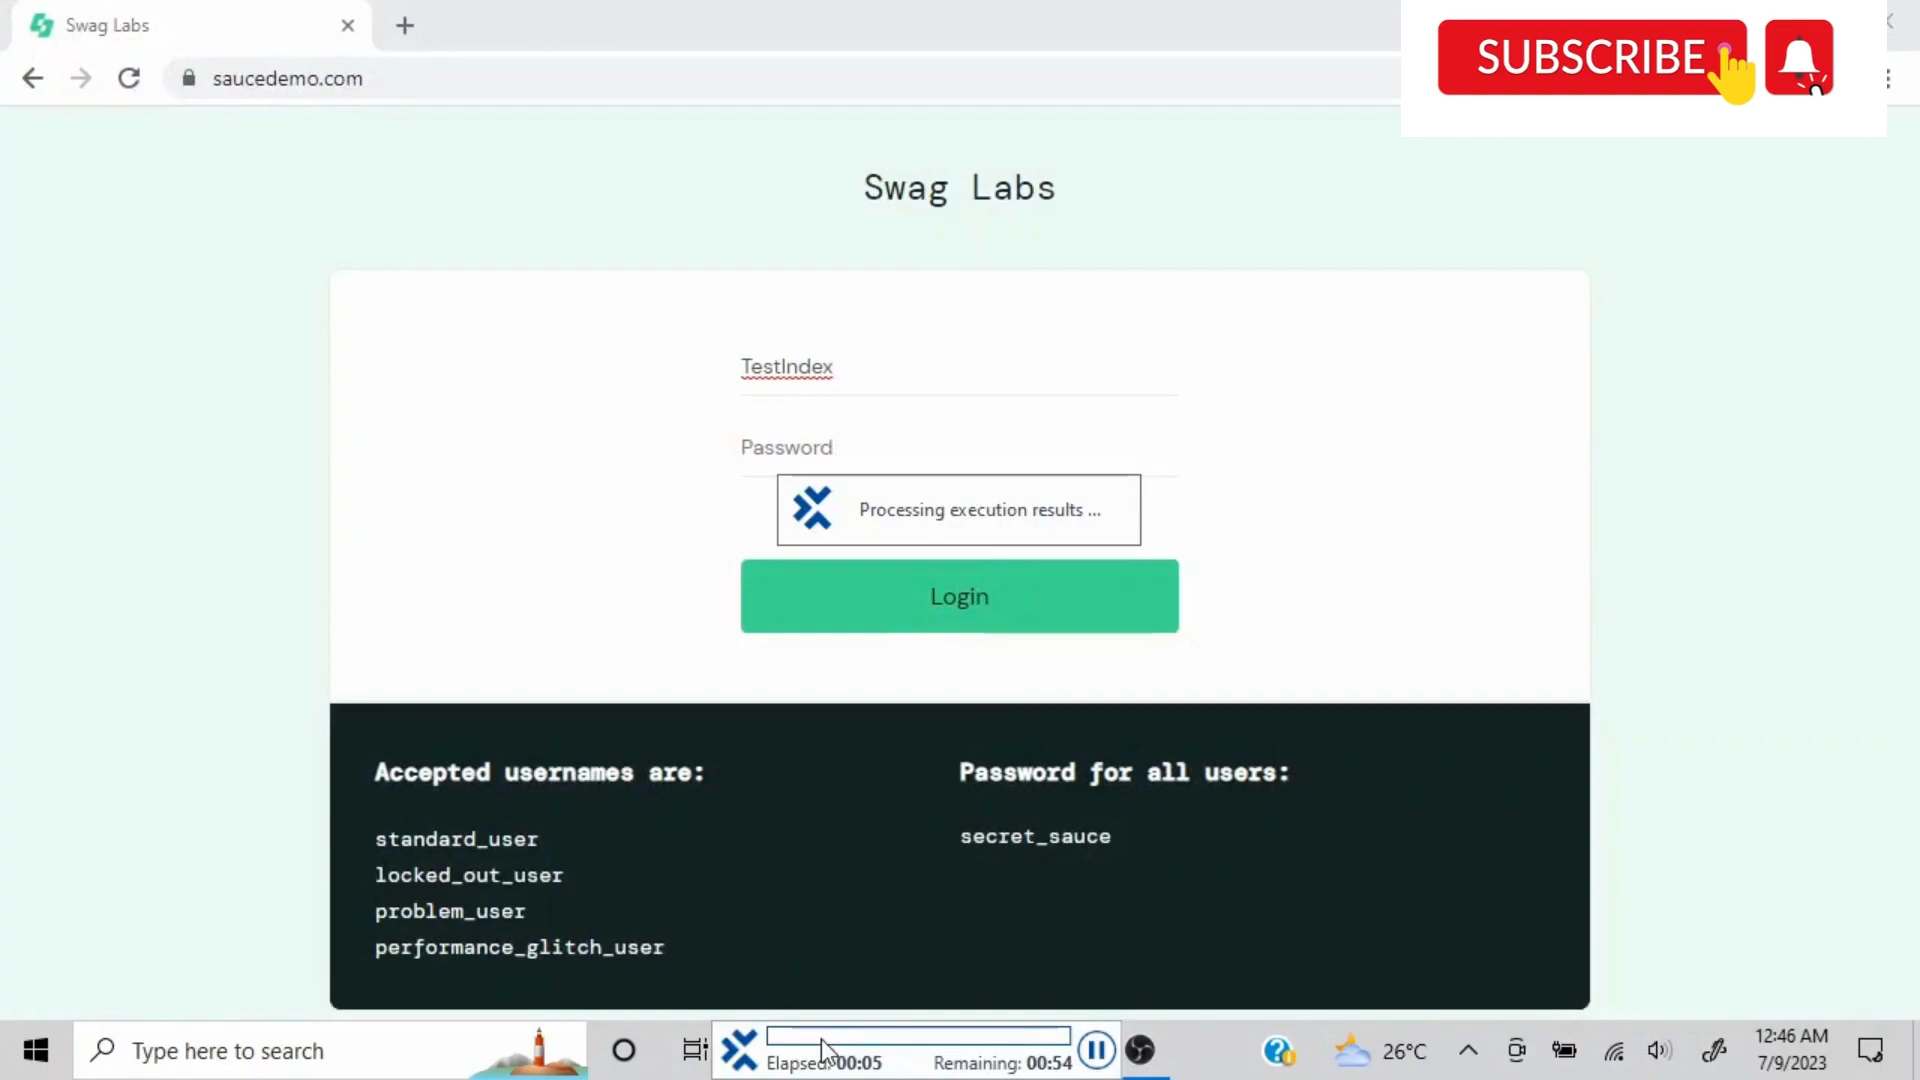 Swag Labs
saucedemo.com
SUBSCRIBE
Swag Labs
TestIndex
Password
Processing execution results ...
Login
Accepted usernames are:
standard_user
locked_out_user
problem_user
performance_glitch_user
Password for all users:
secret_sauce
Type here to search
Elapsed: 00:05
Remaining: 00:54
26°C
12:46 AM
7/9/2023